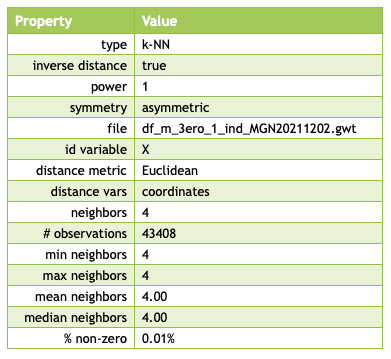 Property Value
type k-NN
inverse distance true
power 1
symmetry asymmetric
file df_m_3ero_1_ind_MGN20211202.gwt
id variable X
distance metric Euclidean
distance vars coordinates
neighbors 4
# observations 43408
min neighbors 4
max neighbors 4
mean neighbors 4.00
median neighbors 4.00
% non-zero 0.01%